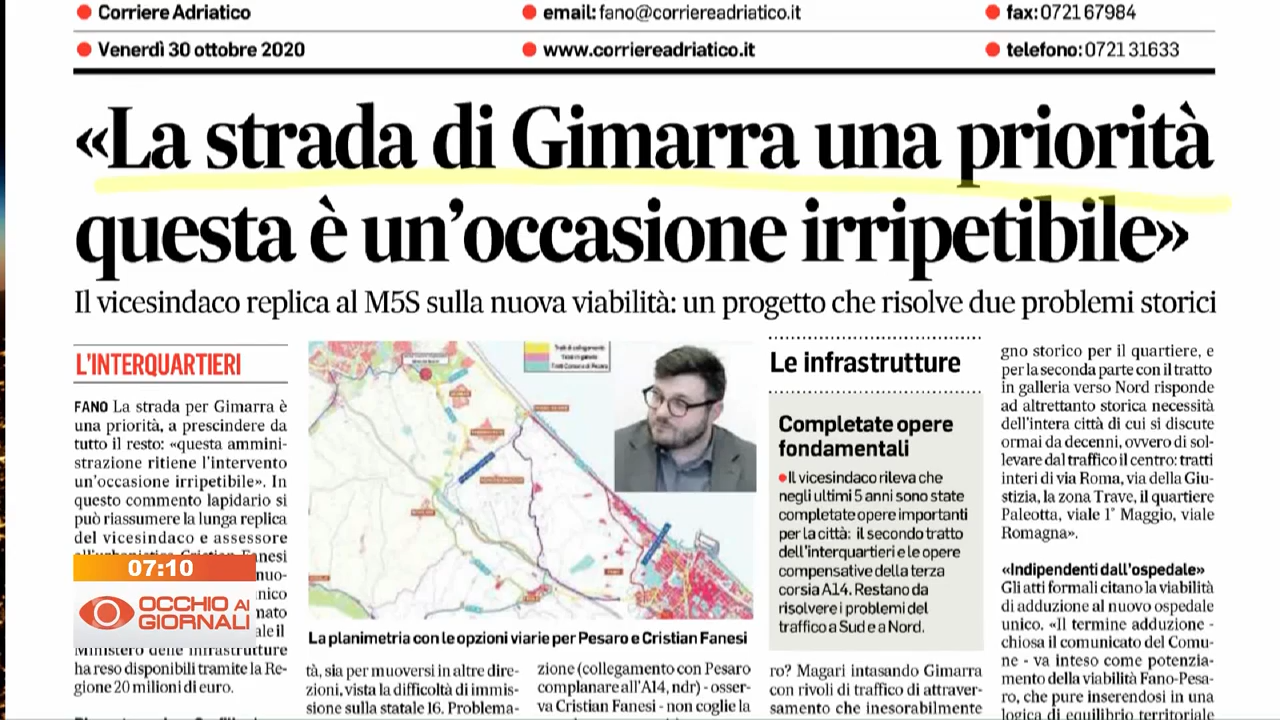 Corriere Adriatico
email: fano@corriereadriatico.it
fax: 0721 67984
Venerdì 30 ottobre 2020
www.corriereadriatico.it
telefono: 0721 31633
«La strada di Gimarra una priorità
questa è un'occasione irripetibile»
Il vicesindaco replica al M5S sulla nuova viabilità: un progetto che risolve due problemi storici
L'INTERQUARTIERI
FANO La strada per Gimarra è
una priorità, a prescindere da
tutto il resto: «questa ammini-
strazione ritiene l'intervento
un'occasione irripetibile». In
questo commento lapidario si
può riassumere la lunga replica
del vicesindaco e assessore
all'urbanistica Cristian Fanesi
nuo-
nico
nato
ale il
Ministero delle Infrastrutture
ha reso disponibili tramite la Re-
gione 20 milioni di euro.
07:10
OCCHIO AI
GIORNALI
La planimetria con le opzioni viarie per Pesaro e Cristian Fanesi
tà, sia per muoversi in altre dire-
zioni, vista la difficoltà di immis-
sione sulla statale 16. Problema-
zione (collegamento con Pesaro
complanare all'A14, ndr) - osser-
va Cristian Fanesi - non coglie la
Le infrastrutture
Completate opere
fondamentali
Il vicesindaco rileva che
negli ultimi 5 anni sono state
completate opere importanti
per la città: il secondo tratto
dell'interquartieri e le opere
compensative della terza
corsia A14. Restano da
risolvere i problemi del
traffico a Sud e a Nord.
ro? Magari intasando Gimarra
con rivoli di traffico di attraver-
samento che inesorabilmente
gno storico per il quartiere, e
per la seconda parte con il tratto
in galleria verso Nord risponde
ad altrettanto storica necessità
dell'intera città di cui si discute
ormai da decenni, ovvero di sol-
levare dal traffico il centro: tratti
interi di via Roma, via della Giu-
stizia, la zona Trave, il quartiere
Paleotta, viale 1° Maggio, viale
Romagna».
«Indipendenti dall'ospedale»
Gli atti formali citano la viabilità
di adduzione al nuovo ospedale
unico. «Il termine adduzione -
chiosa il comunicato del Comu-
ne - va inteso come potenzia-
mento della viabilità Fano-Pesa-
ro, che pure inserendosi in una
logica di equilibrio territoriale